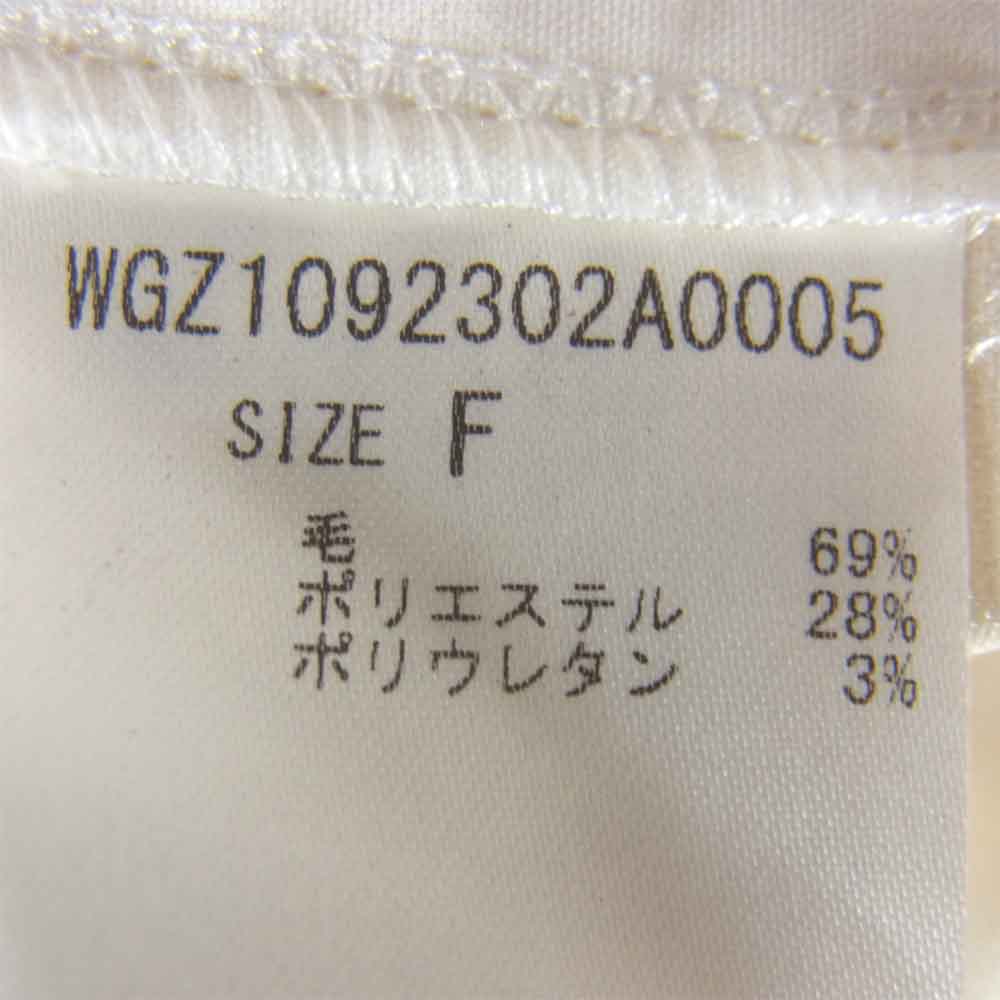 WGZ1092302A0005
SIZE F
毛 69%
ポリエステル 28%
ポリウレタン 3%